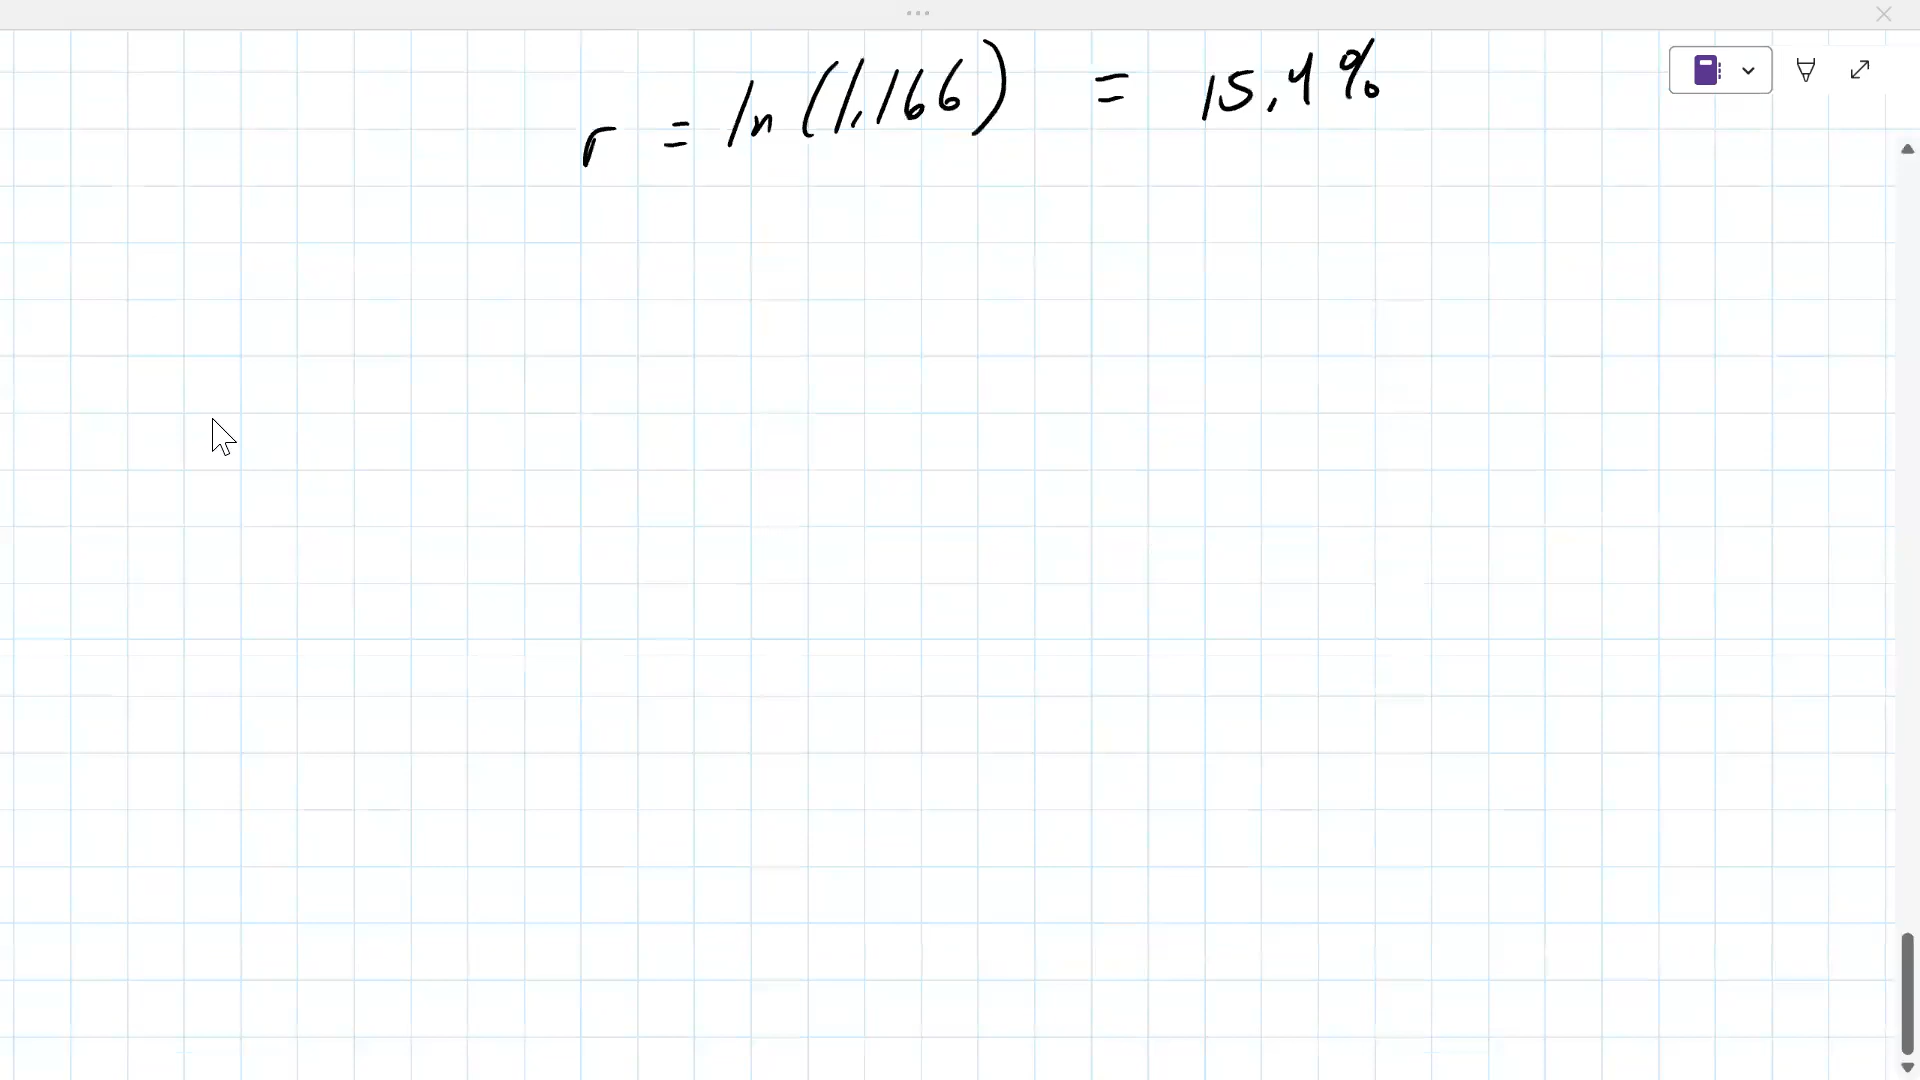 r = ln(1,166) = 15,4%